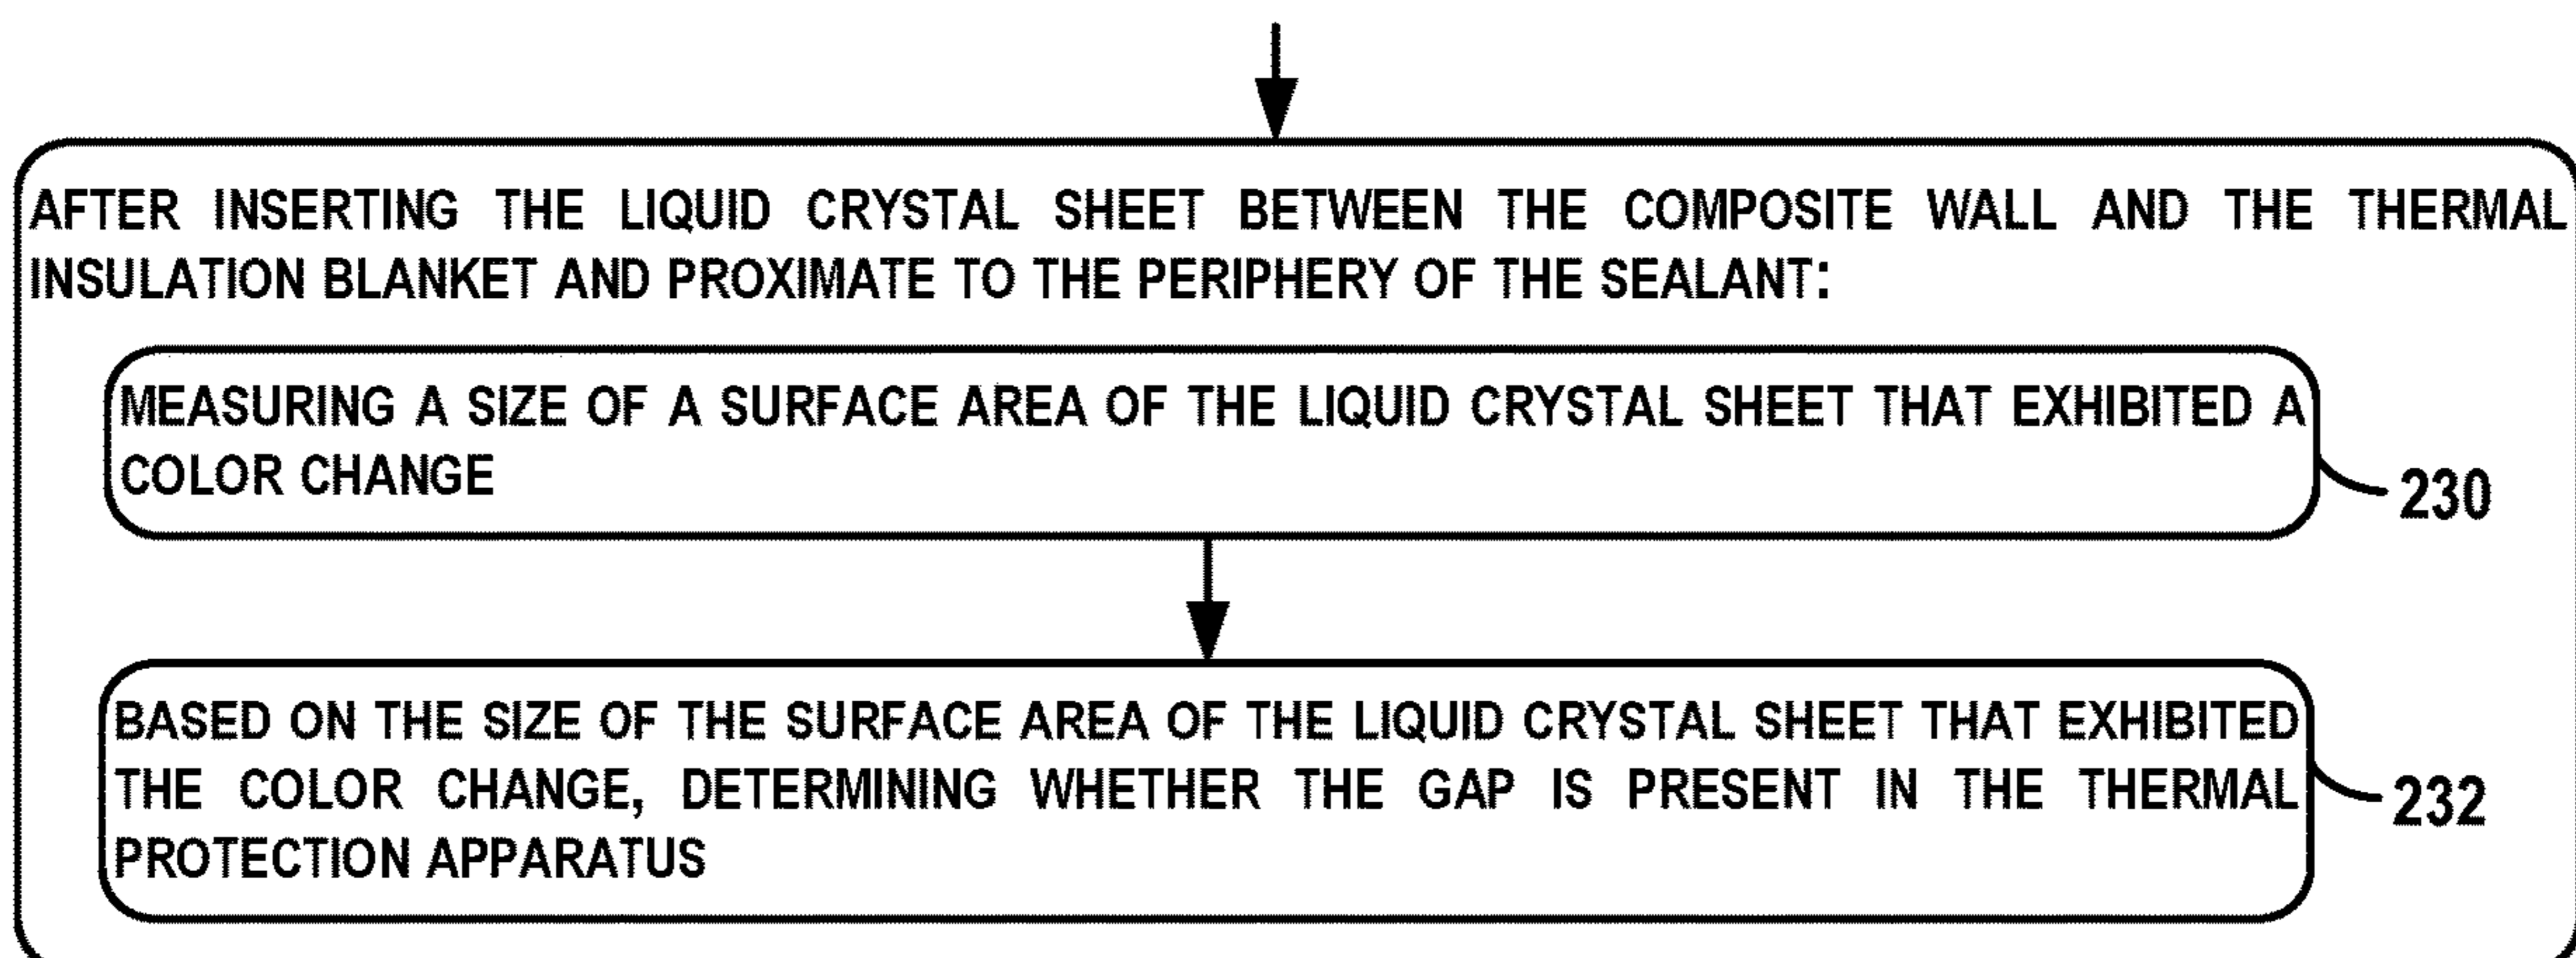 AFTER INSERTING THE LIQUID CRYSTAL SHEET BETWEEN THE COMPOSITE WALL AND THE THERMAL
INSULATION BLANKET AND PROXIMATE TO THE PERIPHERY OF THE SEALANT:
MEASURING A SIZE OF A SURFACE AREA OF THE LIQUID CRYSTAL SHEET THAT EXHIBITED A
COLOR CHANGE
230
BASED ON THE SIZE OF THE SURFACE AREA OF THE LIQUID CRYSTAL SHEET THAT EXHIBITED
THE COLOR CHANGE, DETERMINING WHETHER THE GAP IS PRESENT IN THE THERMAL
PROTECTION APPARATUS
232